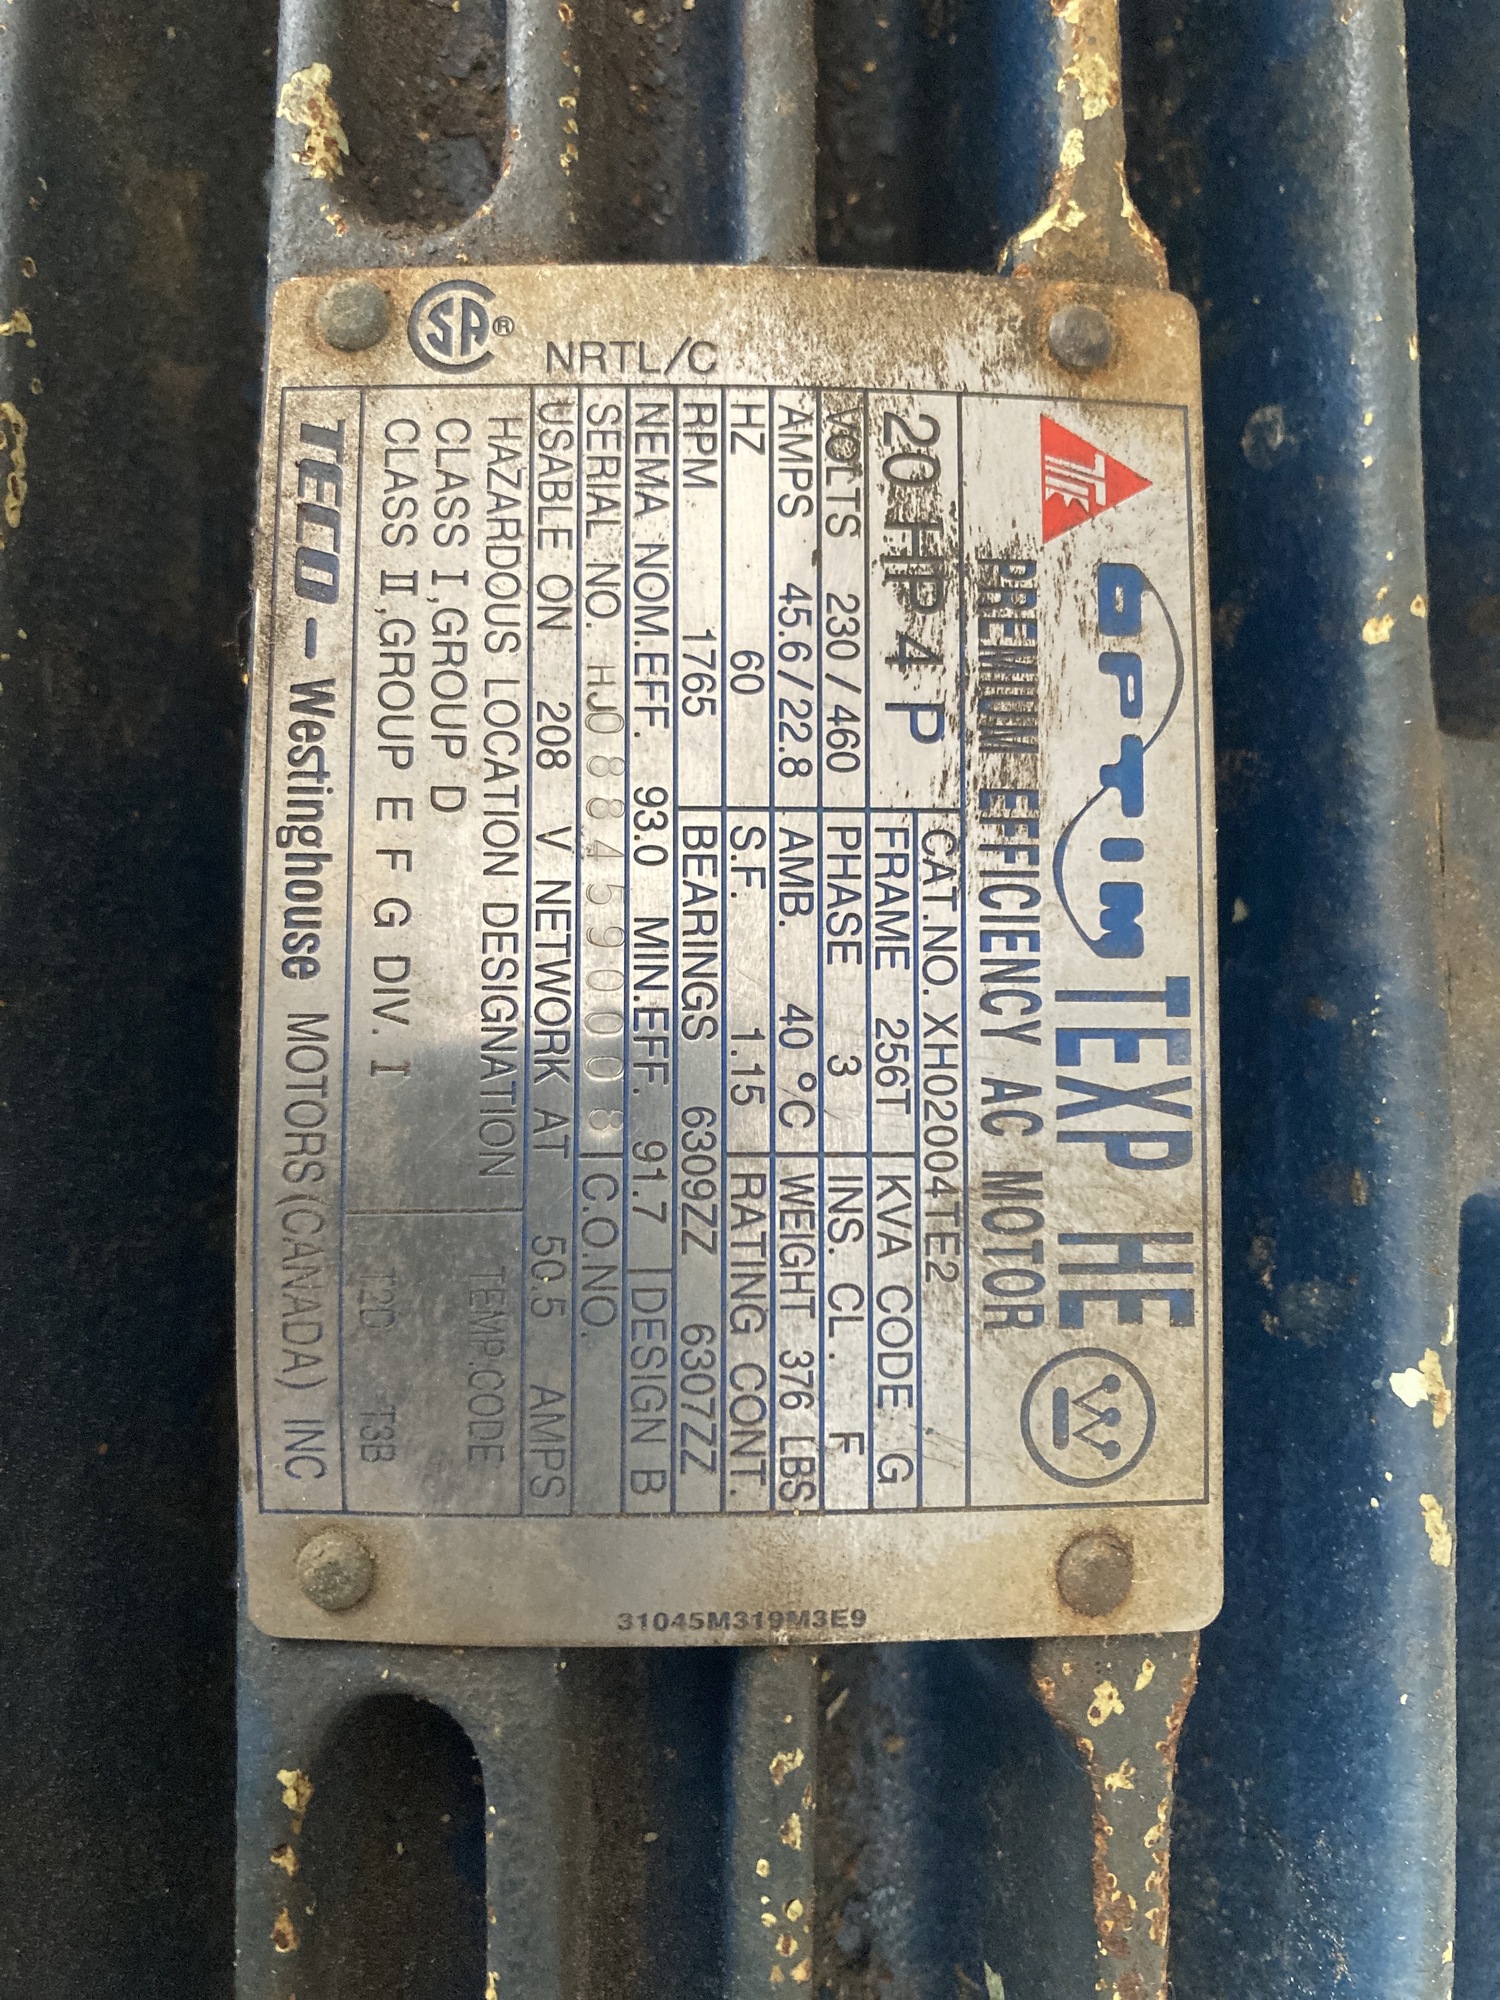 OPTIM TEXP HE
PREMIUM EFFICIENCY AC MOTOR
CAT.NO. XH0204TE2
20 HP 4 P FRAME 256T KVA CODE G
VOLTS 230/460 PHASE 3 INS. CL. F
AMPS 45.6/22.8 AMB. 40 °C WEIGHT 376 LBS
HZ 60 S.F. 1.15 RATING CONT.
RPM 1765 BEARINGS 6309ZZ 6307ZZ
NEMA NOM.EFF. 93.0 MIN.EFF. 91.7 DESIGN B
SERIAL NO. HJ0884590008 C.O.NO.
USABLE ON 208 V NETWORK AT 50.5 AMPS
HAZARDOUS LOCATION DESIGNATION TEMP.CODE
CLASS I,GROUP D T2D
CLASS II,GROUP E F G DIV. I T3B
TECO - Westinghouse MOTORS(CANADA) INC
CSA® NRTL/C
31045M319M3E9